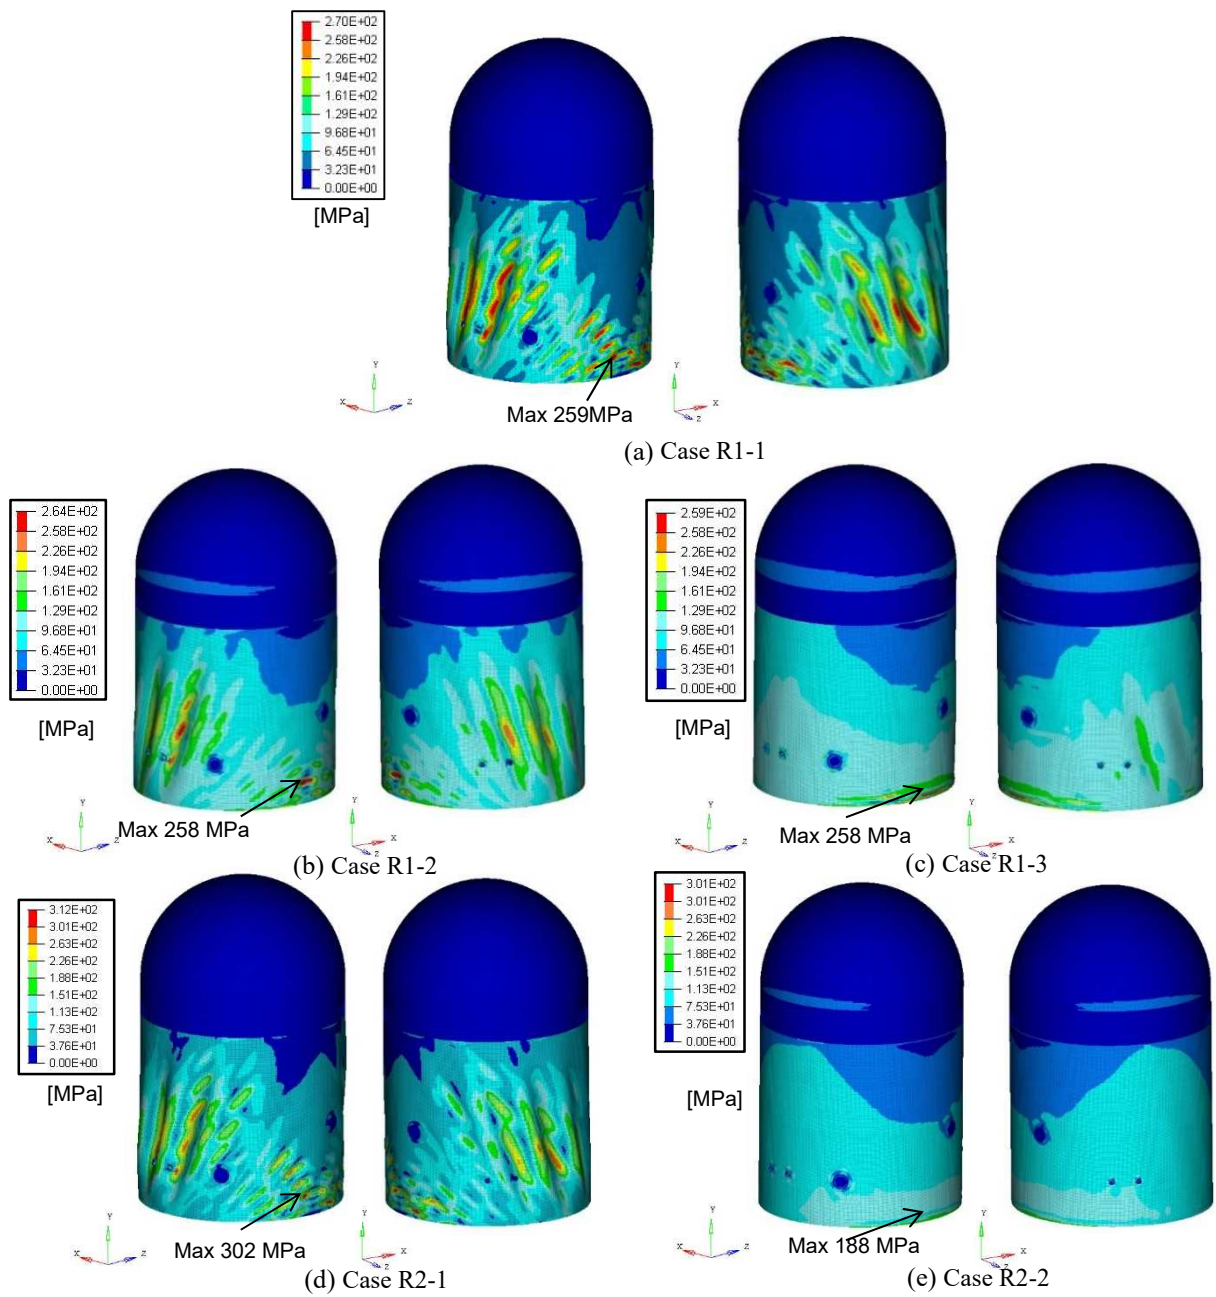 2.70E+02
2.58E+02
2.26E+02
1.94E+02
1.61E+02
1.29E+02
9.68E+01
6.45E+01
3.23E+01
0.00E+00
[MPa]
Y
X
Z
Y
X
Z
Max 259MPa
(a) Case R1-1
2.64E+02
2.58E+02
2.26E+02
1.94E+02
1.61E+02
1.29E+02
9.68E+01
6.45E+01
3.23E+01
0.00E+00
[MPa]
Y
X
Z
Y
X
Z
Max 258 MPa
(b) Case R1-2
2.59E+02
2.58E+02
2.26E+02
1.94E+02
1.61E+02
1.29E+02
9.68E+01
6.45E+01
3.23E+01
0.00E+00
[MPa]
Y
X
Z
Y
X
Z
Max 258 MPa
(c) Case R1-3
3.12E+02
3.01E+02
2.63E+02
2.26E+02
1.88E+02
1.51E+02
1.13E+02
7.53E+01
3.76E+01
0.00E+00
[MPa]
Y
X
Z
Y
X
Z
Max 302 MPa
(d) Case R2-1
3.01E+02
3.01E+02
2.63E+02
2.26E+02
1.88E+02
1.51E+02
1.13E+02
7.53E+01
3.76E+01
0.00E+00
[MPa]
Y
X
Z
Y
X
Z
Max 188 MPa
(e) Case R2-2